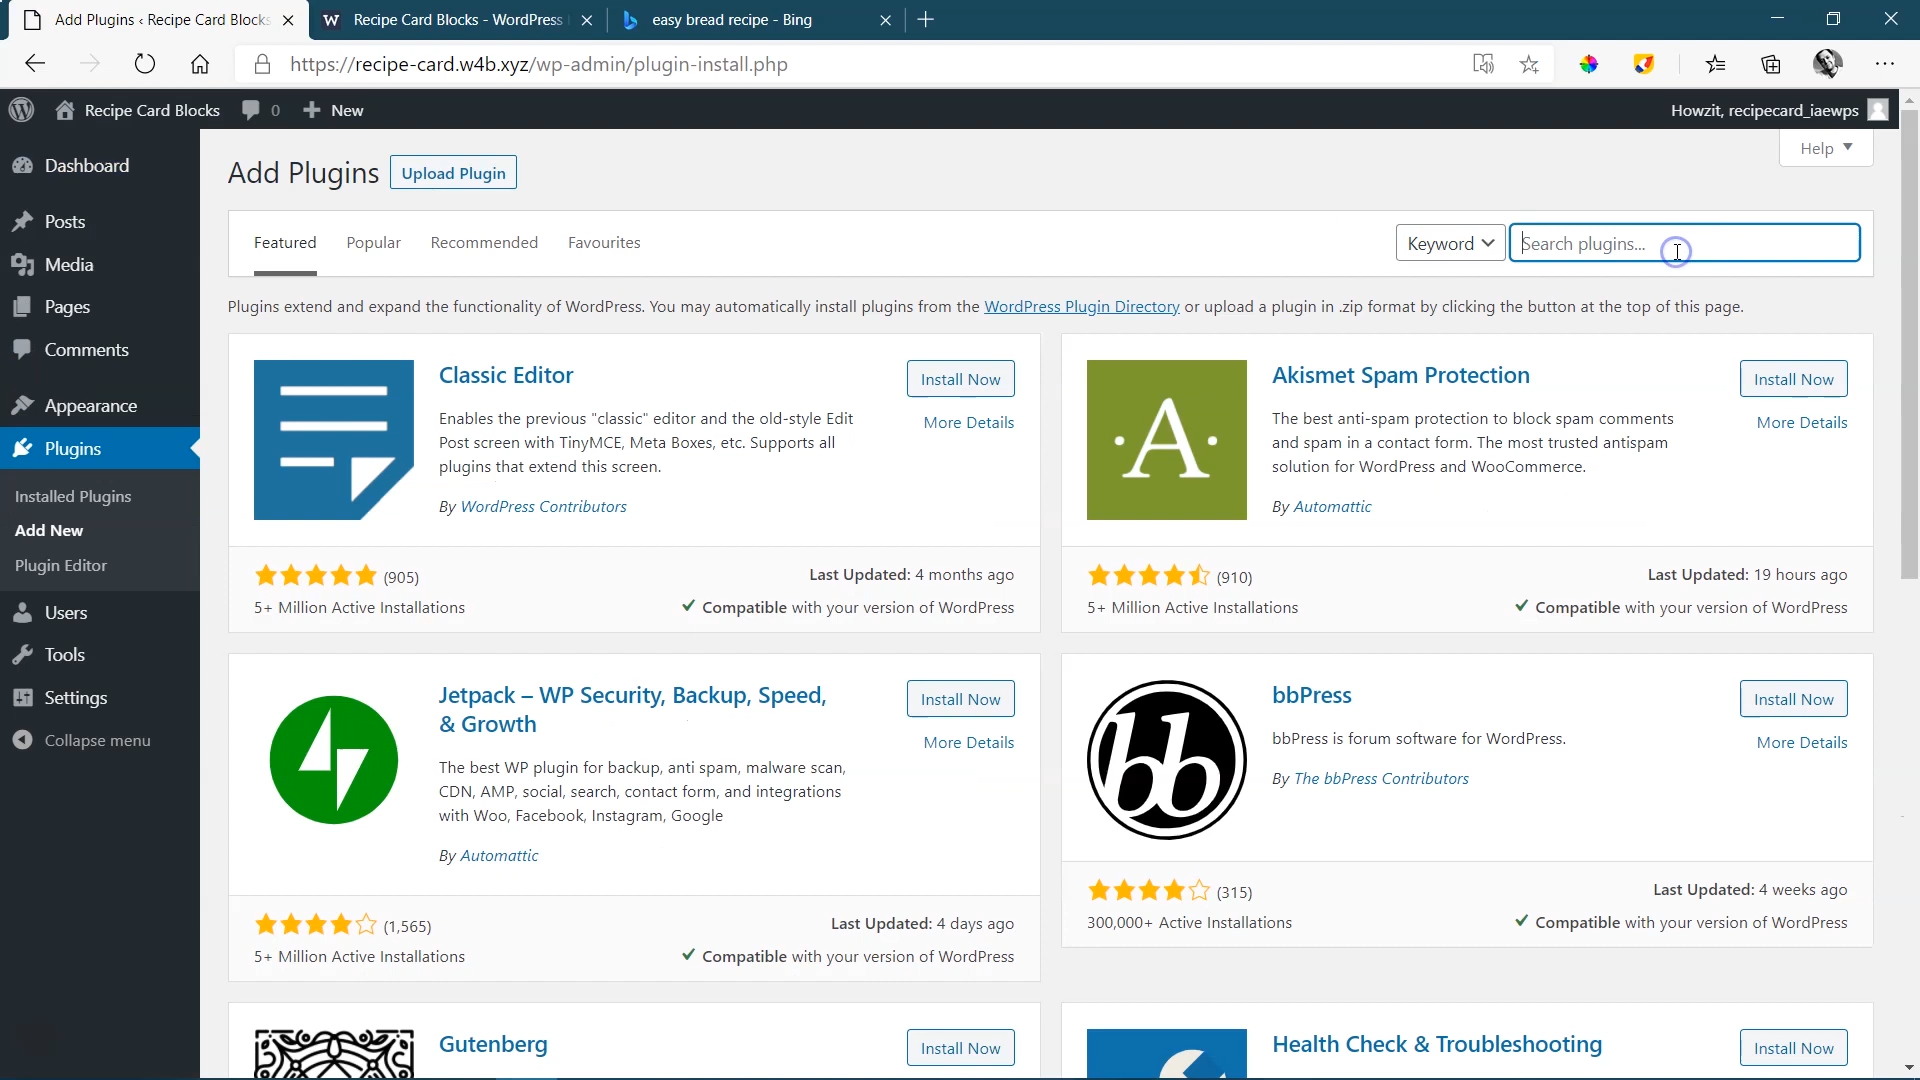 Add Plugins ‹ Recipe Card Blocks
Recipe Card Blocks - WordPress
easy bread recipe - Bing
https://recipe-card.w4b.xyz/wp-admin/plugin-install.php
Recipe Card Blocks
0
New
Howzit, recipecard_iaewps
Dashboard
Posts
Media
Pages
Comments
Appearance
Plugins
Installed Plugins
Add New
Plugin Editor
Users
Tools
Settings
Collapse menu
Help
Add Plugins
Upload Plugin
Featured
Popular
Recommended
Favourites
Keyword
Search plugins...
Plugins extend and expand the functionality of WordPress. You may automatically install plugins from the WordPress Plugin Directory or upload a plugin in .zip format by clicking the button at the top of this page.
Classic Editor
Install Now
More Details
Enables the previous "classic" editor and the old-style Edit
Post screen with TinyMCE, Meta Boxes, etc. Supports all
plugins that extend this screen.
By WordPress Contributors
(905)
5+ Million Active Installations
Last Updated: 4 months ago
Compatible with your version of WordPress
·A·
Akismet Spam Protection
Install Now
More Details
The best anti-spam protection to block spam comments
and spam in a contact form. The most trusted antispam
solution for WordPress and WooCommerce.
By Automattic
(910)
5+ Million Active Installations
Last Updated: 19 hours ago
Compatible with your version of WordPress
Jetpack – WP Security, Backup, Speed,
& Growth
Install Now
More Details
The best WP plugin for backup, anti spam, malware scan,
CDN, AMP, social, search, contact form, and integrations
with Woo, Facebook, Instagram, Google
By Automattic
(1,565)
5+ Million Active Installations
Last Updated: 4 days ago
Compatible with your version of WordPress
bb
bbPress
Install Now
More Details
bbPress is forum software for WordPress.
By The bbPress Contributors
(315)
300,000+ Active Installations
Last Updated: 4 weeks ago
Compatible with your version of WordPress
Gutenberg
Install Now
Health Check & Troubleshooting
Install Now